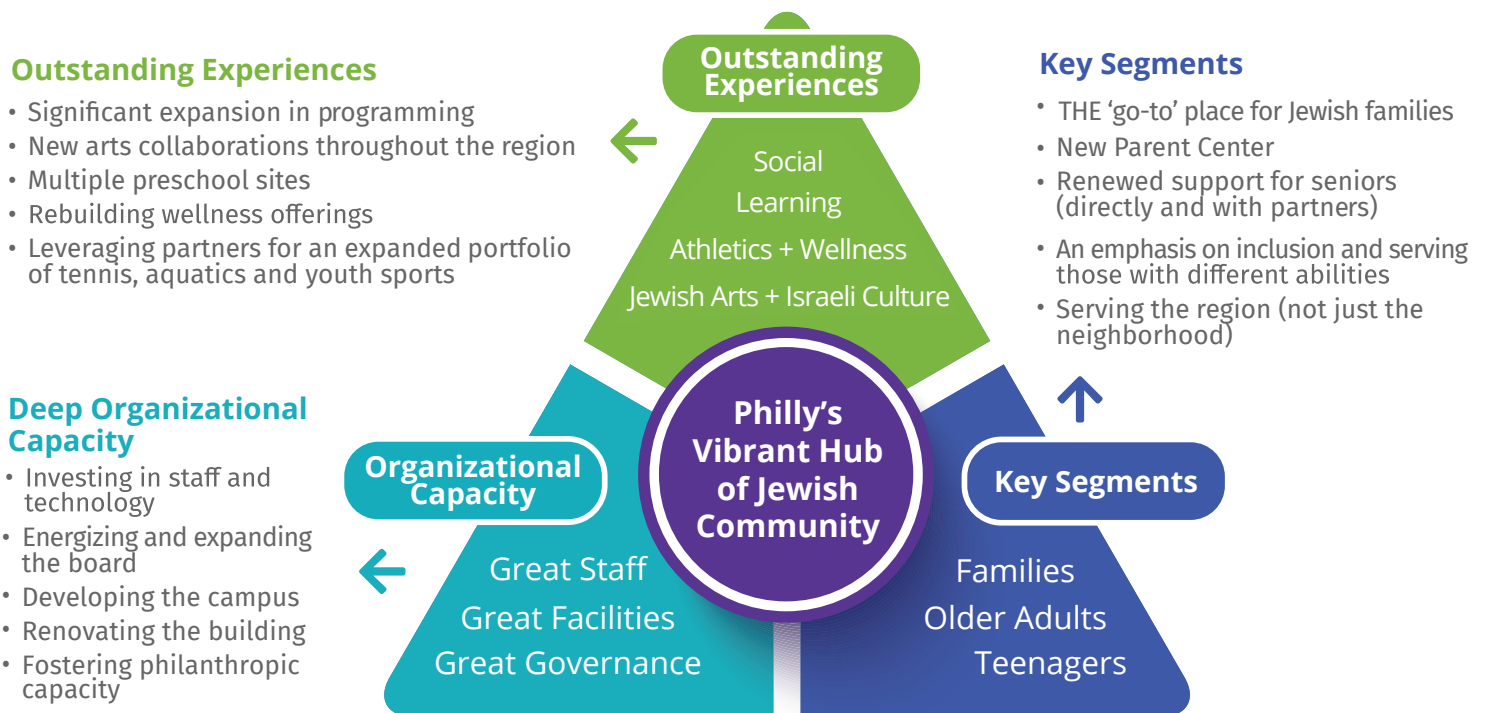 Outstanding Experiences
• Significant expansion in programming
• New arts collaborations throughout the region
• Multiple preschool sites
• Rebuilding wellness offerings
• Leveraging partners for an expanded portfolio
of tennis, aquatics and youth sports
Deep Organizational
Capacity
• Investing in staff and
technology
• Energizing and expanding
the board
• Developing the campus
• Renovating the building
• Fostering philanthropic
capacity
Outstanding
Experiences
Social
Learning
Athletics + Wellness
Jewish Arts + Israeli Culture
Philly’s
Vibrant Hub
of Jewish
Community
Organizational
Capacity
Great Staff
Great Facilities
Great Governance
Key Segments
Families
Older Adults
Teenagers
Key Segments
• THE ‘go-to’ place for Jewish families
• New Parent Center
• Renewed support for seniors
(directly and with partners)
• An emphasis on inclusion and serving
those with different abilities
• Serving the region (not just the
neighborhood)